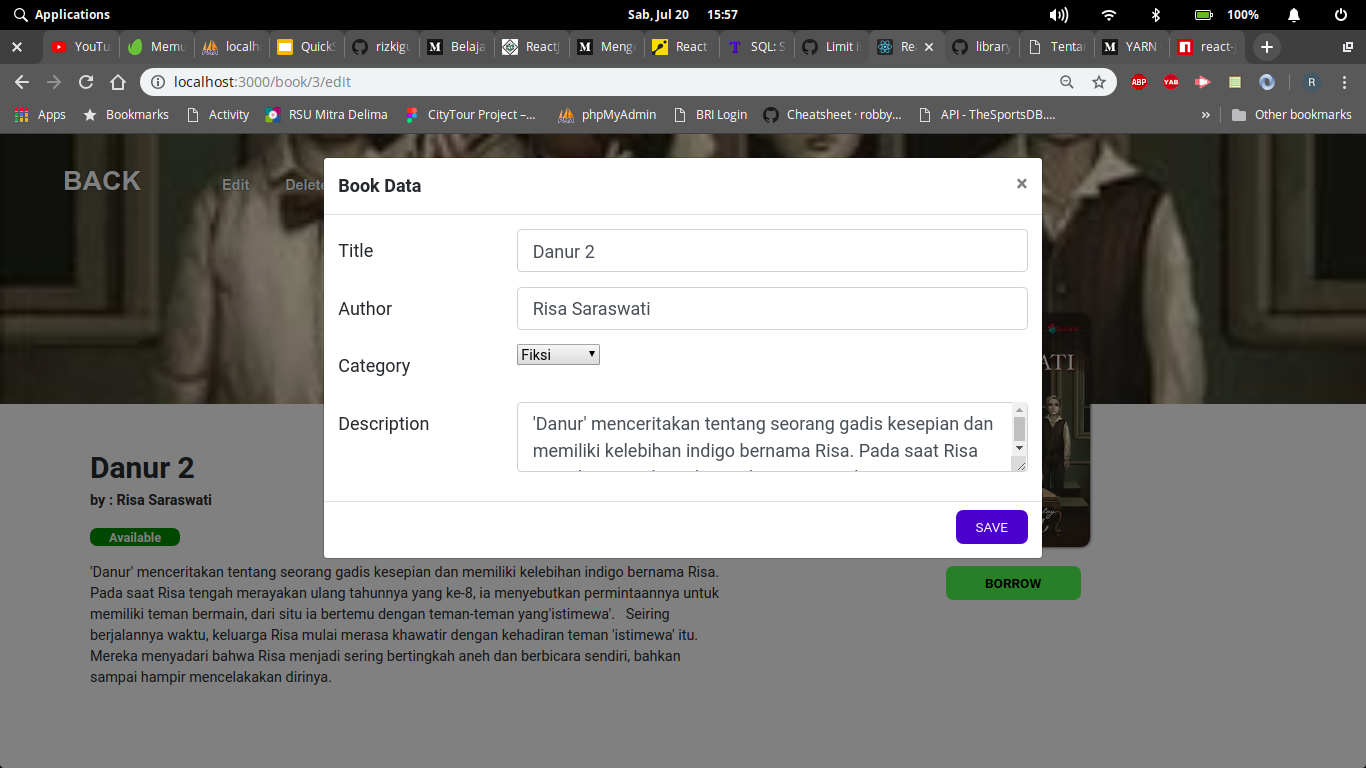 Applications
Sab, Jul 20 15:57
100%
YouTu
Memu
localh
Quick
rizkigu
Belaja
Reactj
Meng
React
SQL: S
Limit i
Re
library
Tentar
YARN
react-j
localhost:3000/book/3/edit
ABP
YAB
R
Apps
Bookmarks
Activity
RSU Mitra Delima
CityTour Project –...
phpMyAdmin
BRI Login
Cheatsheet · robby...
API - TheSportsDB....
»
Other bookmarks
BACK
Edit
Delete
Book Data
×
Title
Danur 2
Author
Risa Saraswati
Category
Fiksi
Description
'Danur' menceritakan tentang seorang gadis kesepian dan
memiliki kelebihan indigo bernama Risa. Pada saat Risa
SAVE
ATI
Danur 2
by : Risa Saraswati
Available
'Danur' menceritakan tentang seorang gadis kesepian dan memiliki kelebihan indigo bernama Risa.
Pada saat Risa tengah merayakan ulang tahunnya yang ke-8, ia menyebutkan permintaannya untuk
memiliki teman bermain, dari situ ia bertemu dengan teman-teman yang'istimewa'. Seiring
berjalannya waktu, keluarga Risa mulai merasa khawatir dengan kehadiran teman 'istimewa' itu.
Mereka menyadari bahwa Risa menjadi sering bertingkah aneh dan berbicara sendiri, bahkan
sampai hampir mencelakakan dirinya.
BORROW